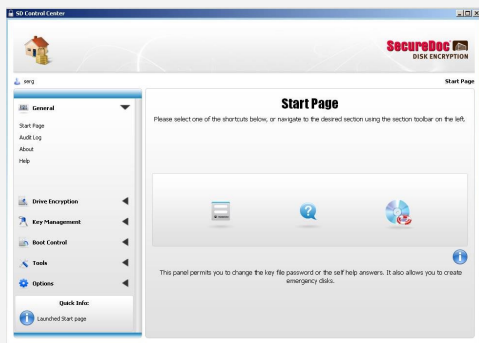 SD Control Center
SecureDoc
DISK ENCRYPTION
serg
Start Page
General
Start Page
Audit Log
About
Help
Drive Encryption
Key Management
Boot Control
Tools
Options
Quick Info:
Launched Start page
Start Page
Please select one of the shortcuts below, or navigate to the desired section using the section toolbar on the left.
This panel permits you to change the key file password or the self help answers. It also allows you to create
emergency disks.